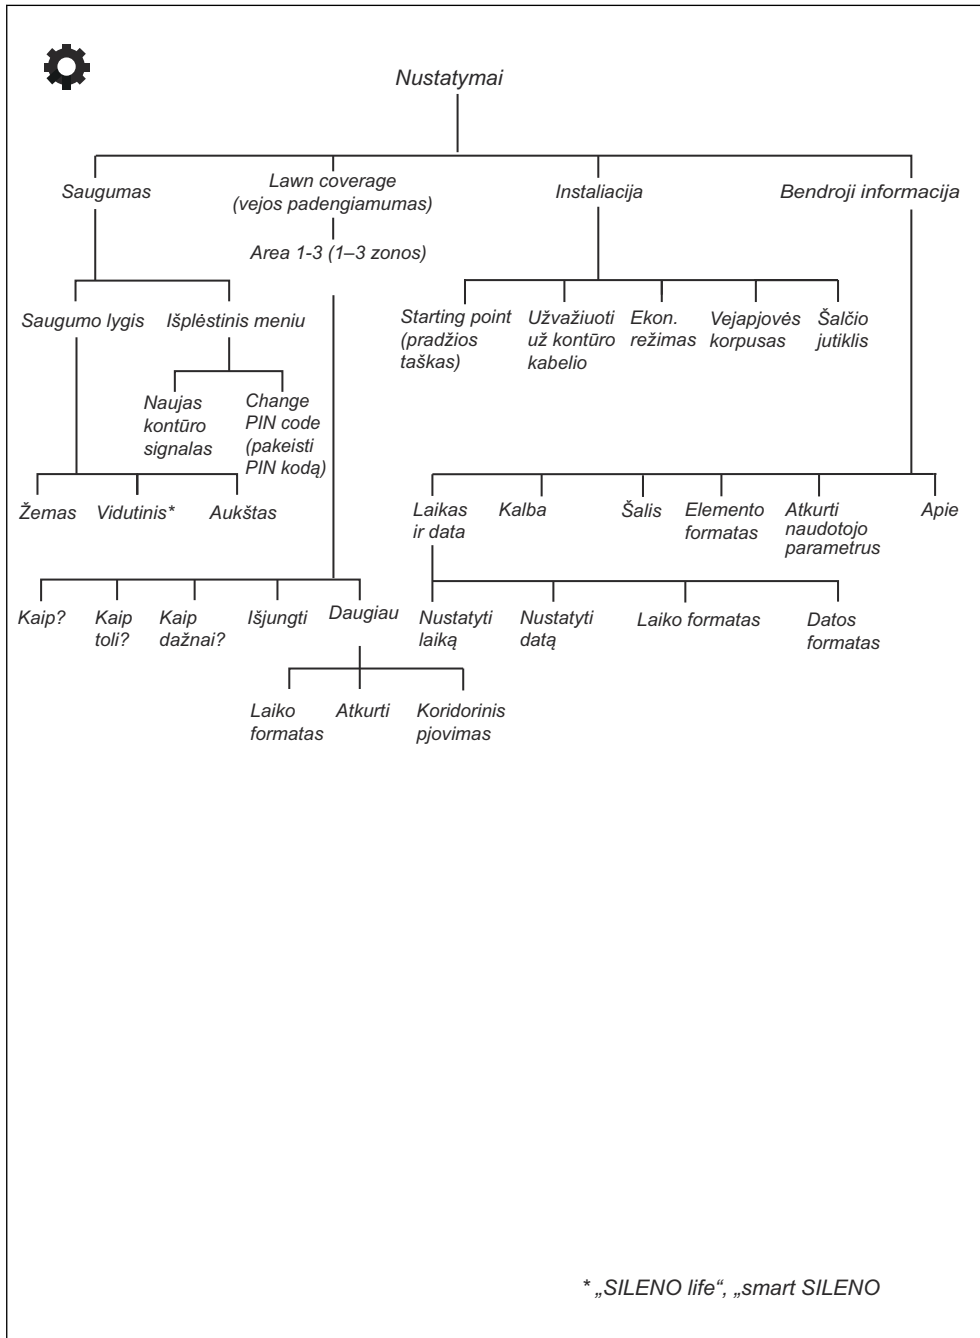 Nustatymai
Saugumas
Lawn coverage
(vejos padengiamumas)
Instaliacija
Bendroji informacija
Area 1-3 (1–3 zonos)
Saugumo lygis
Išplėstinis meniu
Starting point
(pradžios
taškas)
Užvažiuoti
už kontūro
kabelio
Ekon.
režimas
Vejapjovės
korpusas
Šalčio
jutiklis
Naujas
kontūro
signalas
Change
PIN code
(pakeisti
PIN kodą)
Žemas
Vidutinis*
Aukštas
Laikas
ir data
Kalba
Šalis
Elemento
formatas
Atkurti
naudotojo
parametrus
Apie
Kaip?
Kaip
toli?
Kaip
dažnai?
Išjungti
Daugiau
Nustatyti
laiką
Nustatyti
datą
Laiko formatas
Datos
formatas
Laiko
formatas
Atkurti
Koridorinis
pjovimas
* „SILENO life“, „smart SILENO